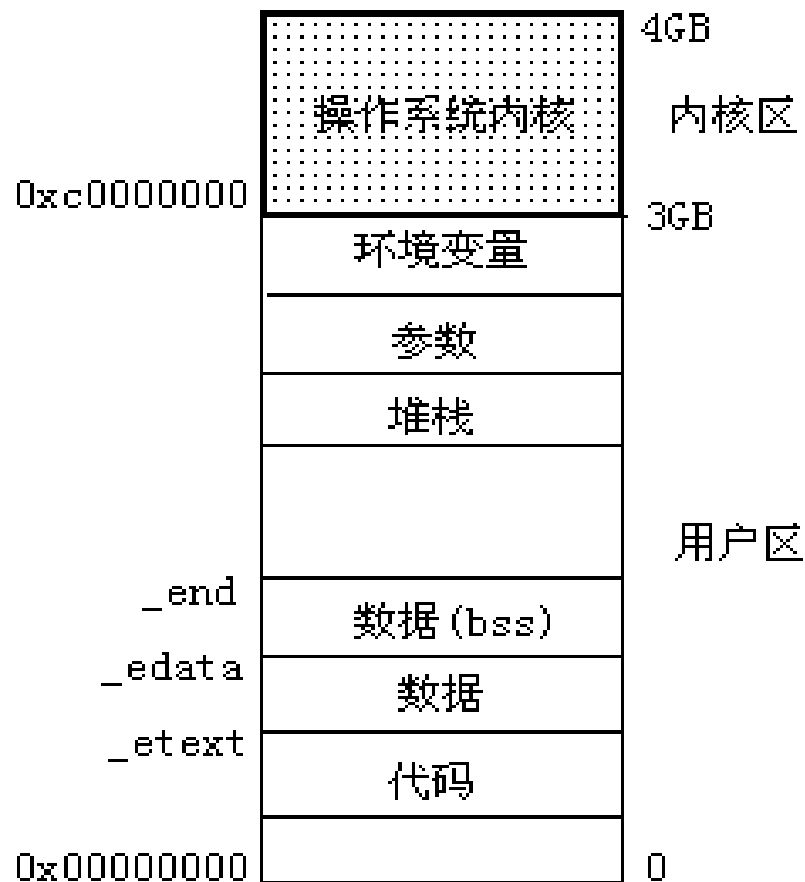 4GB
操作系统内核
内核区
0xc0000000
3GB
环境变量
参数
堆栈
用户区
_end
数据(bss)
_edata
数据
_etext
代码
0x00000000
0